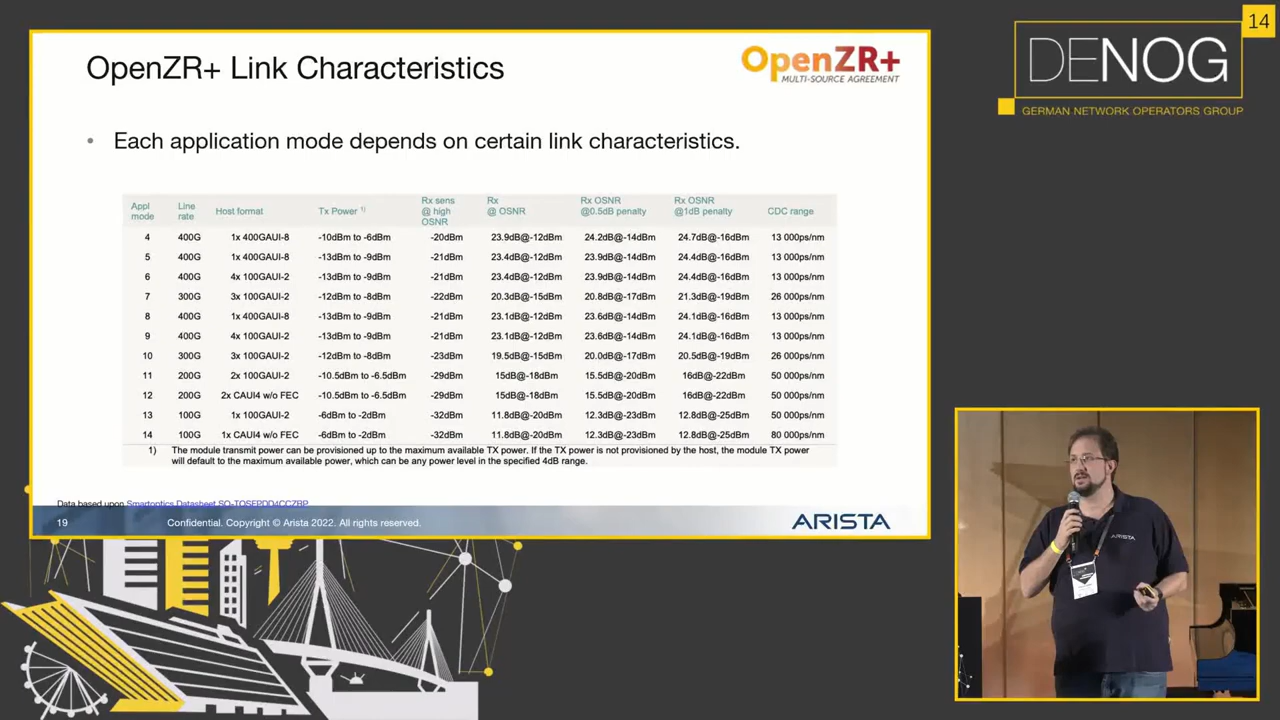 14
DENOG
GERMAN NETWORK OPERATORS GROUP
OpenZR+ Link Characteristics
OpenZR+
MULTI-SOURCE AGREEMENT
• Each application mode depends on certain link characteristics.
Appl mode Line rate Host format Tx Power 1) Rx sens @ high OSNR Rx @ OSNR Rx OSNR @0.5dB penalty Rx OSNR @1dB penalty CDC range
4 400G 1x 400GAUI-8 -10dBm to -6dBm -20dBm 23.9dB@-12dBm 24.2dB@-14dBm 24.7dB@-16dBm 13 000ps/nm
5 400G 1x 400GAUI-8 -13dBm to -9dBm -21dBm 23.4dB@-12dBm 23.9dB@-14dBm 24.4dB@-16dBm 13 000ps/nm
6 400G 4x 100GAUI-2 -13dBm to -9dBm -21dBm 23.4dB@-12dBm 23.9dB@-14dBm 24.4dB@-16dBm 13 000ps/nm
7 300G 3x 100GAUI-2 -12dBm to -8dBm -22dBm 20.3dB@-15dBm 20.8dB@-17dBm 21.3dB@-19dBm 26 000ps/nm
8 400G 1x 400GAUI-8 -13dBm to -9dBm -21dBm 23.1dB@-12dBm 23.6dB@-14dBm 24.1dB@-16dBm 13 000ps/nm
9 400G 4x 100GAUI-2 -13dBm to -9dBm -21dBm 23.1dB@-12dBm 23.6dB@-14dBm 24.1dB@-16dBm 13 000ps/nm
10 300G 3x 100GAUI-2 -12dBm to -8dBm -23dBm 19.5dB@-15dBm 20.0dB@-17dBm 20.5dB@-19dBm 26 000ps/nm
11 200G 2x 100GAUI-2 -10.5dBm to -6.5dBm -29dBm 15dB@-18dBm 15.5dB@-20dBm 16dB@-22dBm 50 000ps/nm
12 200G 2x CAUI4 w/o FEC -10.5dBm to -6.5dBm -29dBm 15dB@-18dBm 15.5dB@-20dBm 16dB@-22dBm 50 000ps/nm
13 100G 1x 100GAUI-2 -6dBm to -2dBm -32dBm 11.8dB@-20dBm 12.3dB@-23dBm 12.8dB@-25dBm 50 000ps/nm
14 100G 1x CAUI4 w/o FEC -6dBm to -2dBm -32dBm 11.8dB@-20dBm 12.3dB@-23dBm 12.8dB@-25dBm 80 000ps/nm
1) The module transmit power can be provisioned up to the maximum available TX power. If the TX power is not provisioned by the host, the module TX power
will default to the maximum available power, which can be any power level in the specified 4dB range.
Data based upon Smartoptics Datasheet SO-TQSFPDD4CCZRP
19 Confidential. Copyright © Arista 2022. All rights reserved.
ARISTA
ARISTA